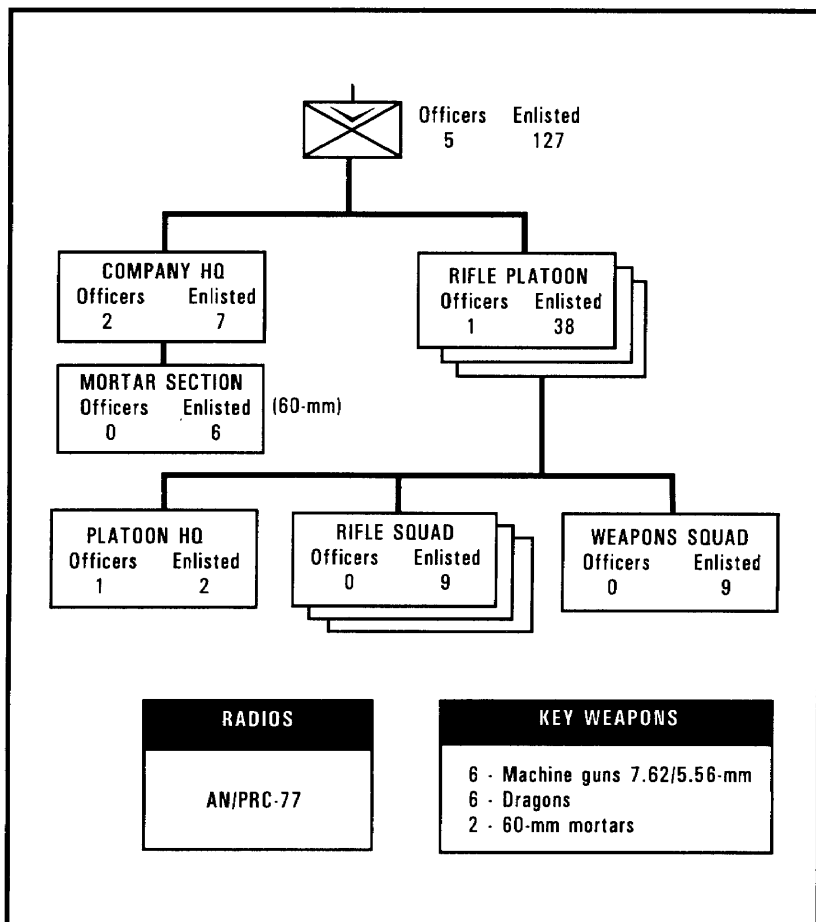 Officers Enlisted
5 127
COMPANY HQ
Officers Enlisted
2 7
RIFLE PLATOON
Officers Enlisted
1 38
MORTAR SECTION
Officers Enlisted (60-mm)
0 6
PLATOON HQ
Officers Enlisted
1 2
RIFLE SQUAD
Officers Enlisted
0 9
WEAPONS SQUAD
Officers Enlisted
0 9
RADIOS
AN/PRC-77
KEY WEAPONS
6 - Machine guns 7.62/5.56-mm
6 - Dragons
2 - 60-mm mortars